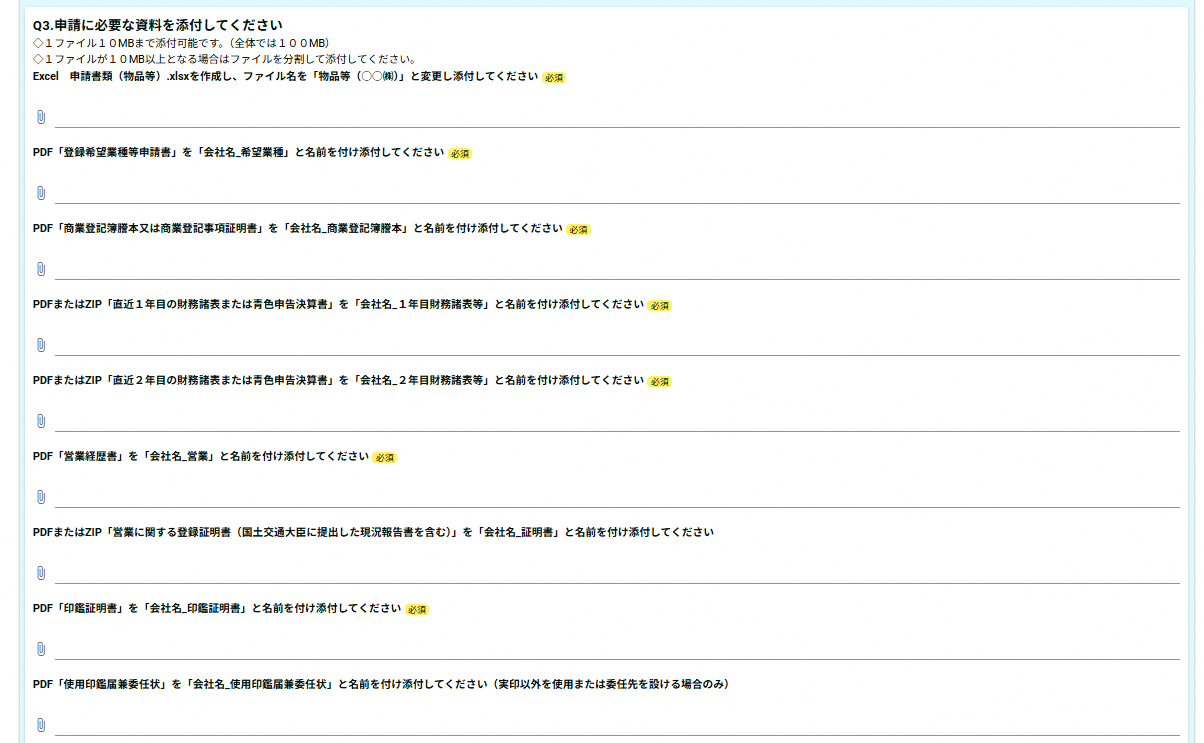 Q3.申請に必要な資料を添付してください
◇１ファイル１０MBまで添付可能です。（全体では１００MB）
◇１ファイルが１０MB以上となる場合はファイルを分割して添付してください。
Excel　申請書類（物品等）.xlsxを作成し、ファイル名を「物品等（○○㈱）」と変更し添付してください 必須
PDF「登録希望業種等申請書」を「会社名_希望業種」と名前を付け添付してください 必須
PDF「商業登記簿謄本又は商業登記事項証明書」を「会社名_商業登記簿謄本」と名前を付け添付してください 必須
PDFまたはZIP「直近１年目の財務諸表または青色申告決算書」を「会社名_１年目財務諸表等」と名前を付け添付してください 必須
PDFまたはZIP「直近２年目の財務諸表または青色申告決算書」を「会社名_２年目財務諸表等」と名前を付け添付してください 必須
PDF「営業経歴書」を「会社名_営業」と名前を付け添付してください 必須
PDFまたはZIP「営業に関する登録証明書（国土交通大臣に提出した現況報告書を含む）」を「会社名_証明書」と名前を付け添付してください
PDF「印鑑証明書」を「会社名_印鑑証明書」と名前を付け添付してください 必須
PDF「使用印鑑届兼委任状」を「会社名_使用印鑑届兼委任状」と名前を付け添付してください（実印以外を使用または委任先を設ける場合のみ）